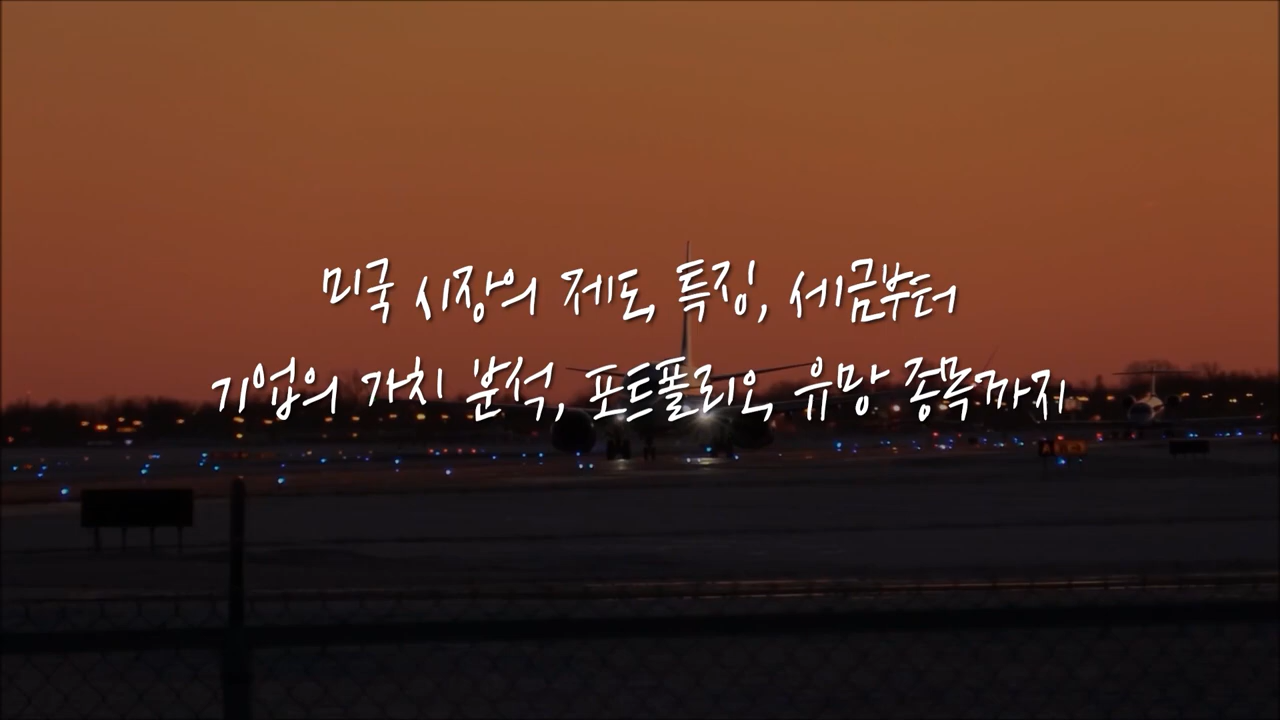 미국 시장의 제도, 특징, 세금부터
기업의 가치 분석, 포트폴리오, 유망 종목까지